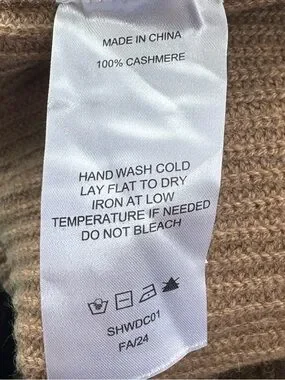 MADE IN CHINA
100% CASHMERE
HAND WASH COLD
LAY FLAT TO DRY
IRON AT LOW
TEMPERATURE IF NEEDED
DO NOT BLEACH
SHWDC01
FA/24